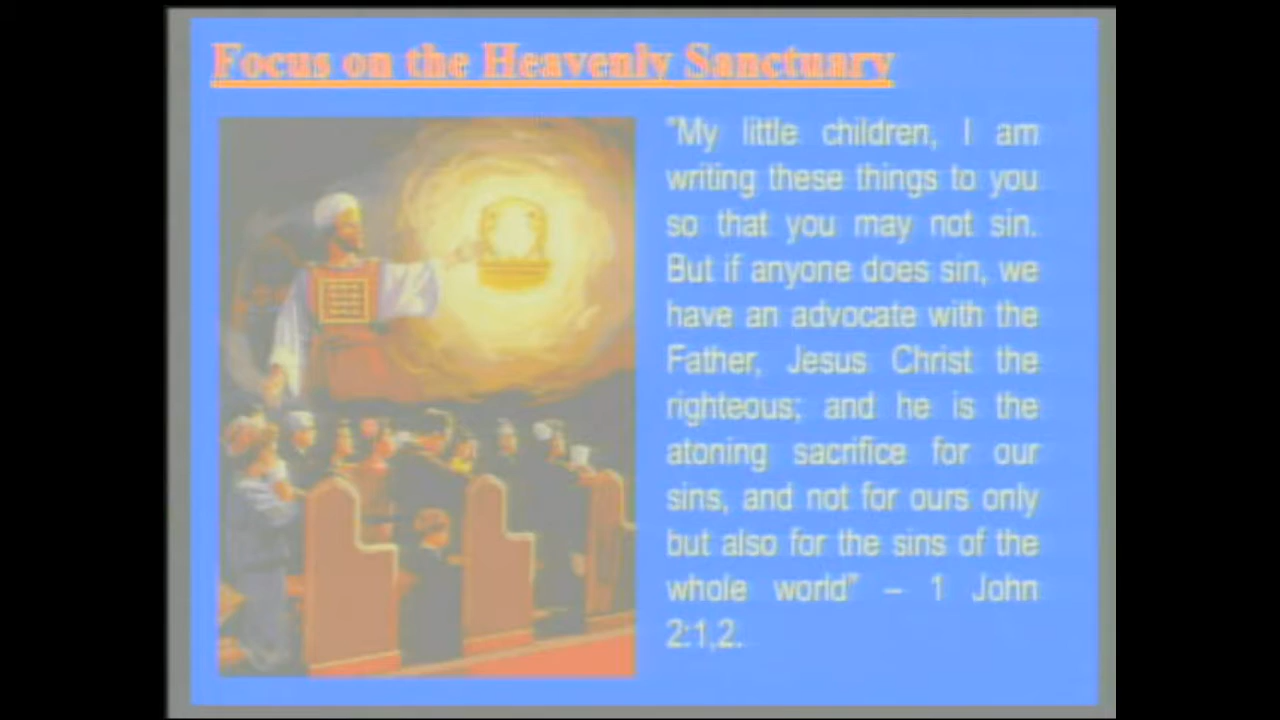 Focus on the Heavenly Sanctuary
"My little children, I am
writing these things to you
so that you may not sin.
But if anyone does sin, we
have an advocate with the
Father, Jesus Christ the
righteous; and he is the
atoning sacrifice for our
sins, and not for ours only
but also for the sins of the
whole world" – 1 John
2:1,2.